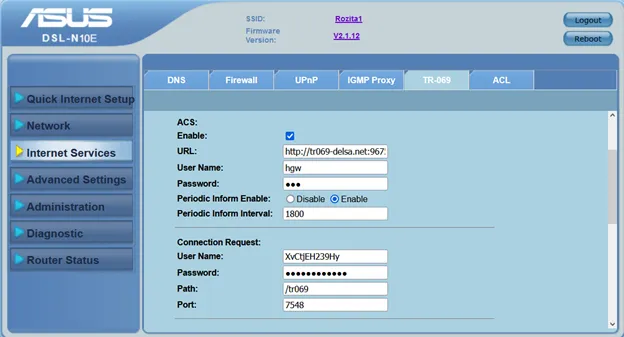 ASUS
DSL-N10E
SSID: Rozita1
Firmware Version: V2.1.12
Logout
Reboot
DNS Firewall UPnP IGMP Proxy TR-069 ACL
Quick Internet Setup
Network
Internet Services
Advanced Settings
Administration
Diagnostic
Router Status
ACS:
Enable:
URL: http://tr069-delsa.net:967
User Name: hgw
Password: ●●●
Periodic Inform Enable: Disable Enable
Periodic Inform Interval: 1800
Connection Request:
User Name: XvCtjEH239Hy
Password: ●●●●●●●●●●●●
Path: /tr069
Port: 7548